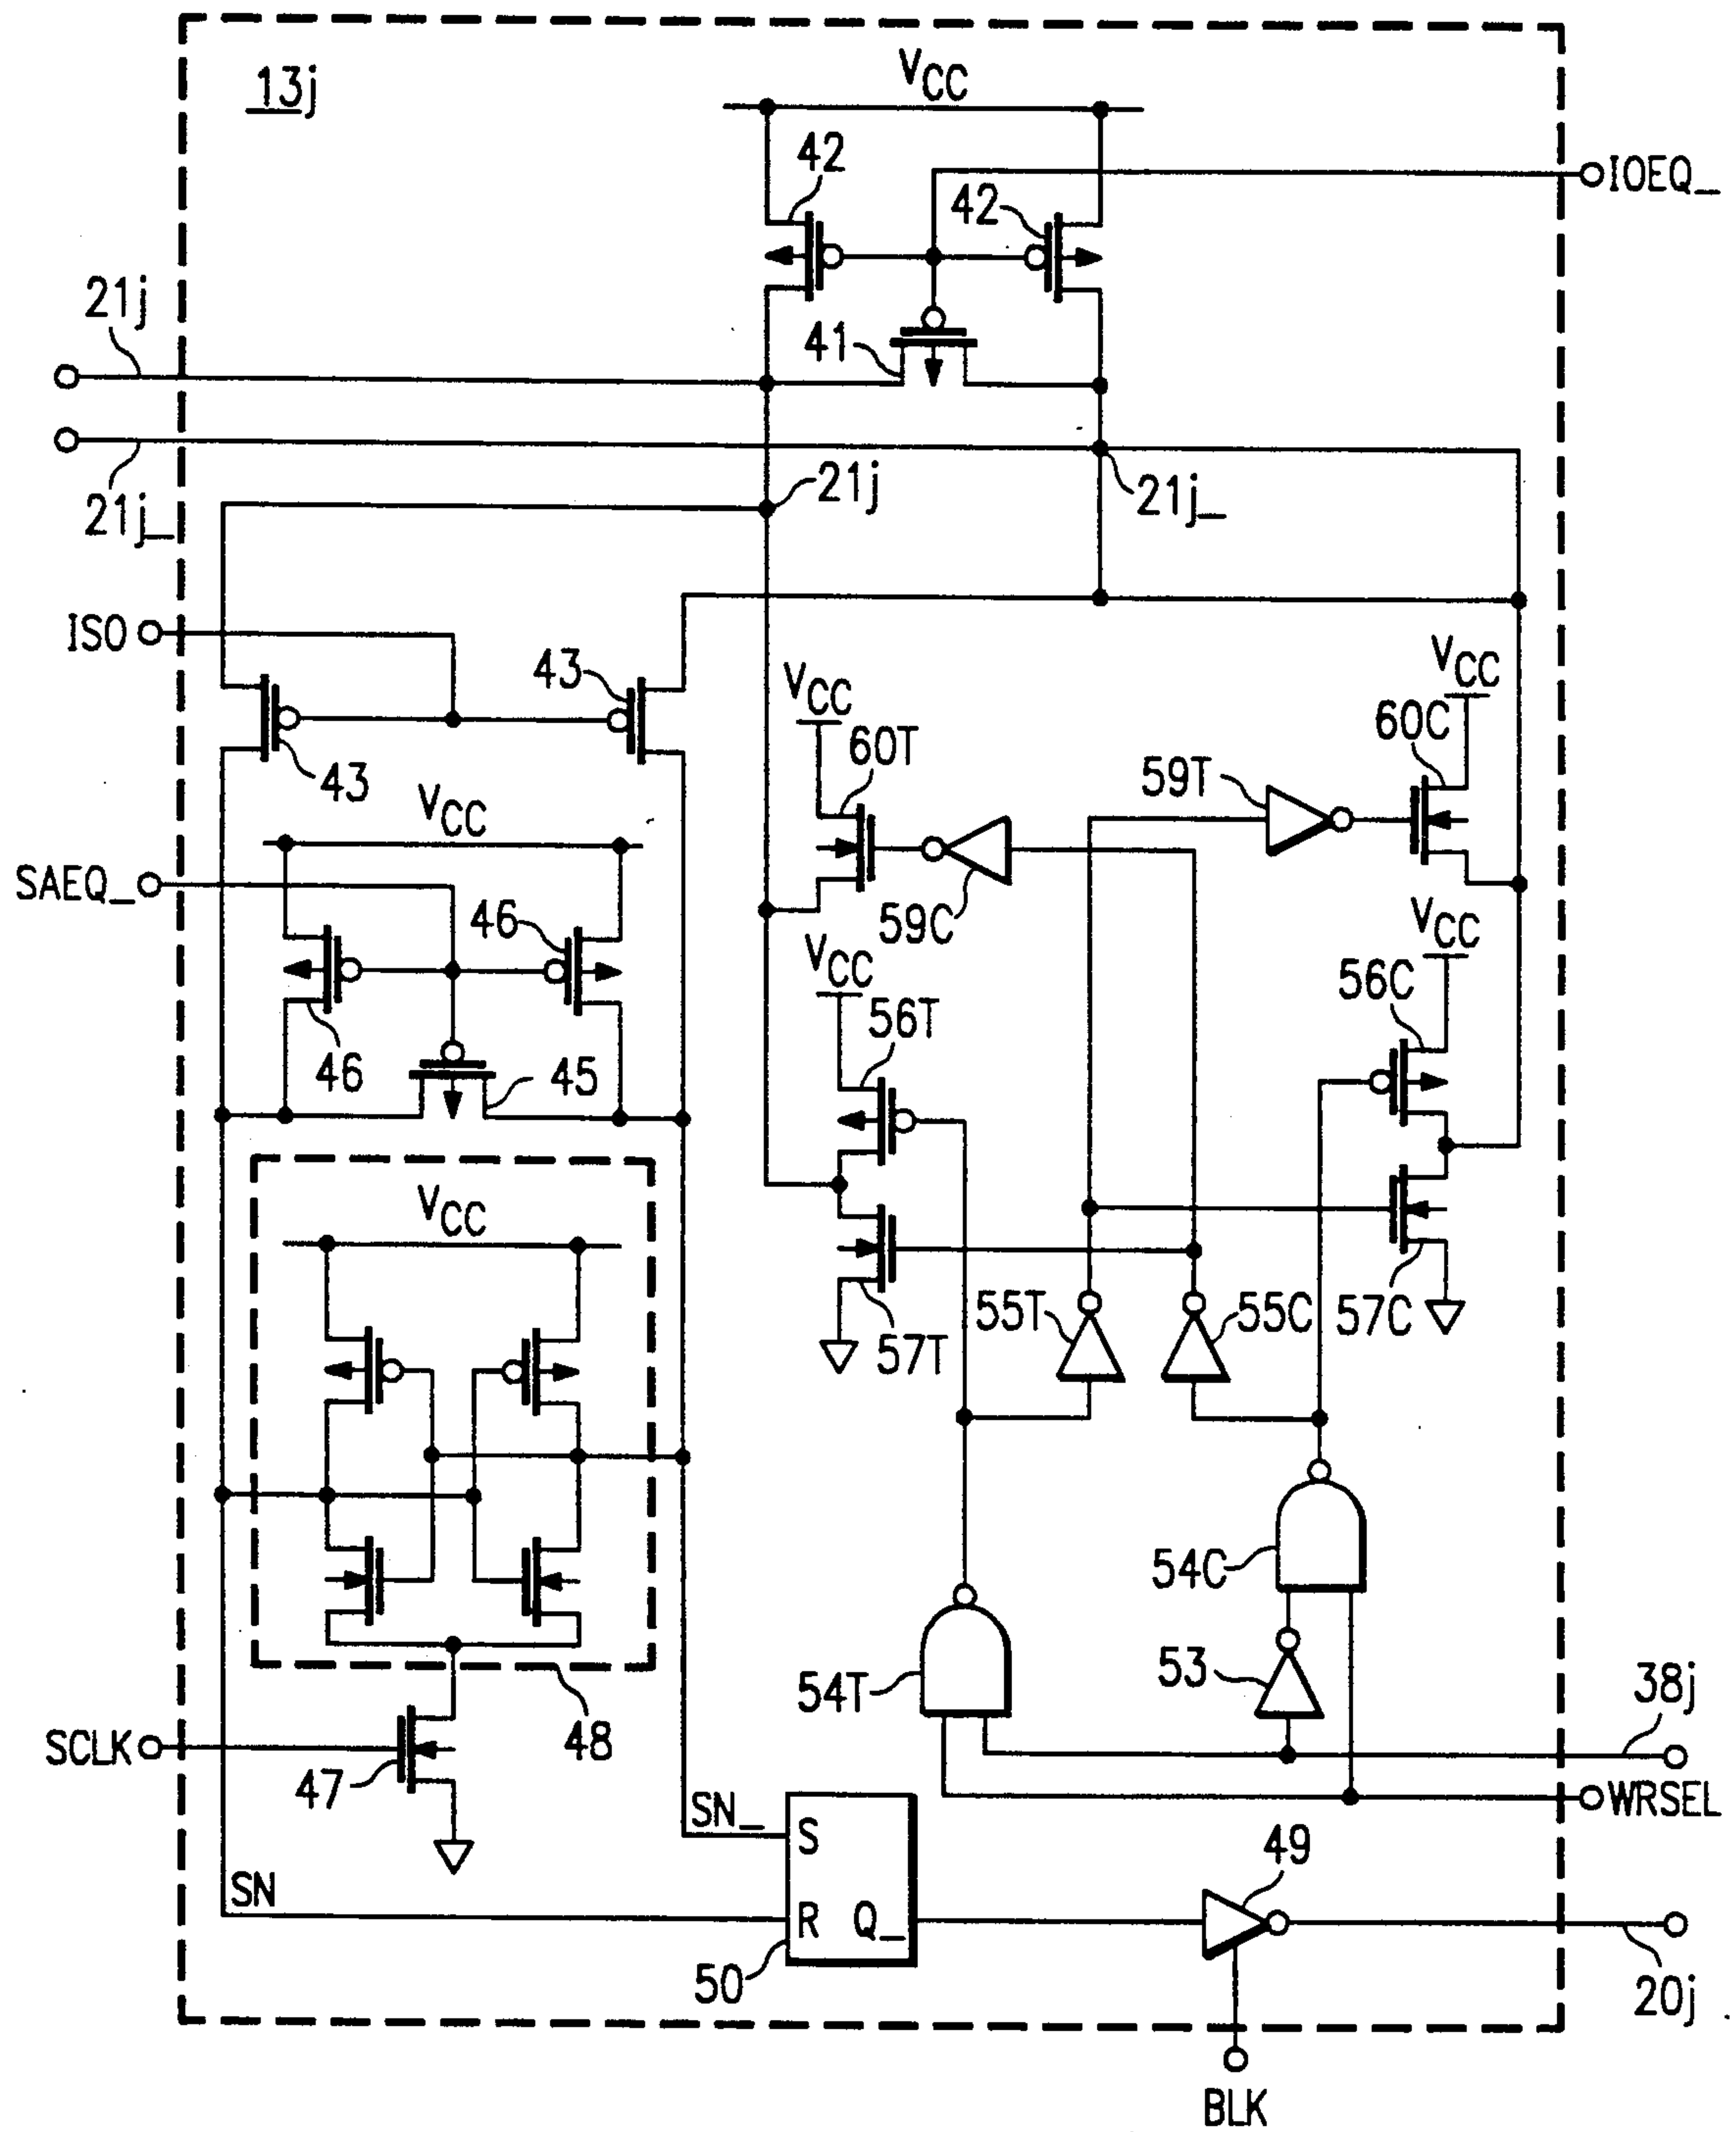 13j
VCC
42
IOEQ_
42
21j
41
21j_
21j
21j_
ISO
43
43
VCC
60T
VCC
60C
59T
VCC
SAEQ_
46
59C
VCC
VCC
56C
56T
46
45
VCC
55T
55C
57C
57T
54C
53
54T
38j
48
SCLK
47
WRSEL
SN_
S
49
SN
R
Q_
50
20j
BLK